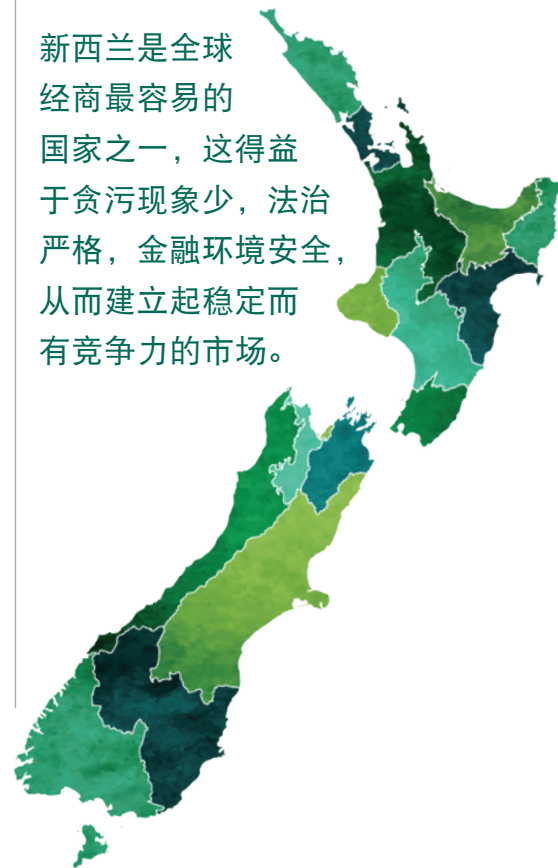 新西兰是全球
经商最容易的
国家之一，这得益
于贪污现象少，法治
严格，金融环境安全，
从而建立起稳定而
有竞争力的市场。